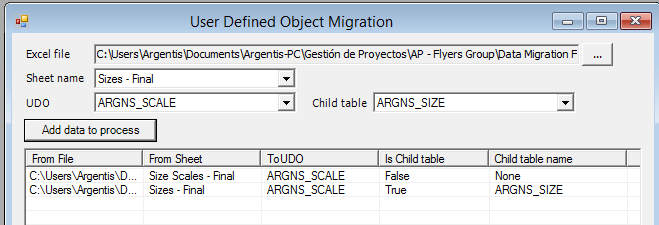 User Defined Object Migration
Excel file C:\Users\Argentis\Documents\Argentis-PC\Gestión de Proyectos\AP - Flyers Group\Data Migration F ...
Sheet name Sizes - Final
UDO ARGNS_SCALE Child table ARGNS_SIZE
Add data to process
From File From Sheet To UDO Is Child table Child table name
C:\Users\Argentis\D... Size Scales - Final ARGNS_SCALE False None
C:\Users\Argentis\D... Sizes - Final ARGNS_SCALE True ARGNS_SIZE